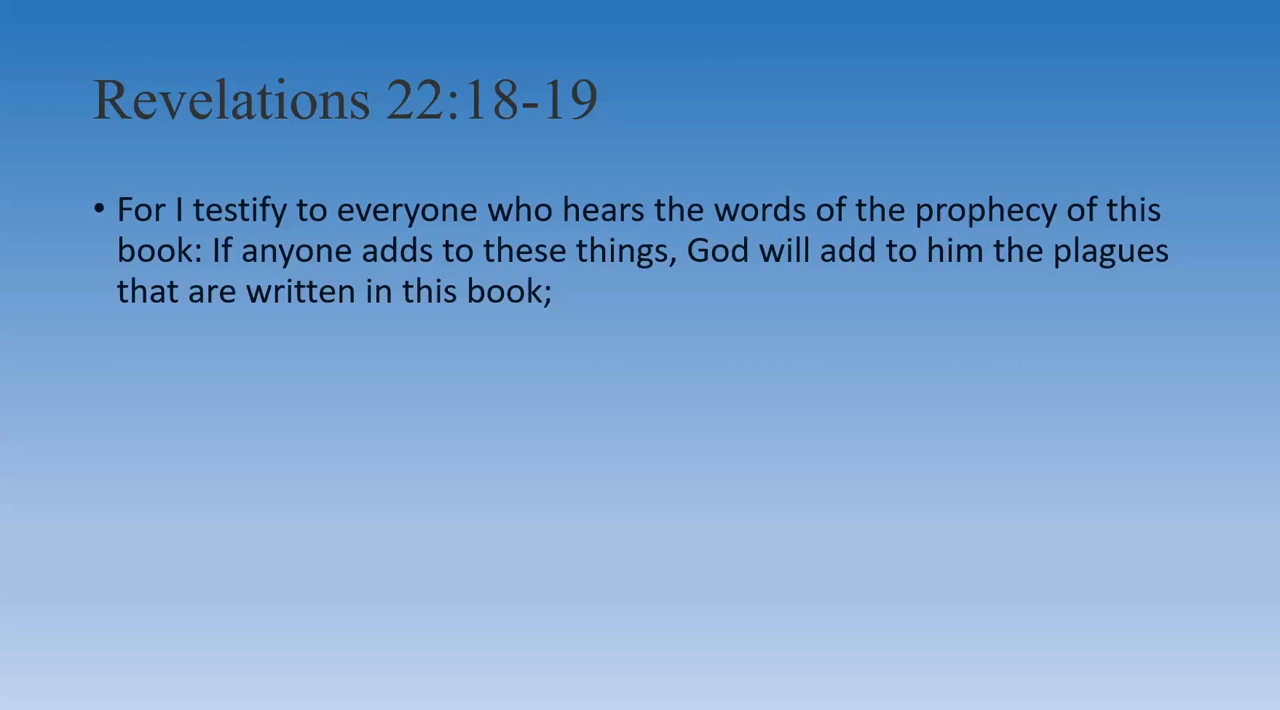 Revelations 22:18-19
• For I testify to everyone who hears the words of the prophecy of this
book: If anyone adds to these things, God will add to him the plagues
that are written in this book;